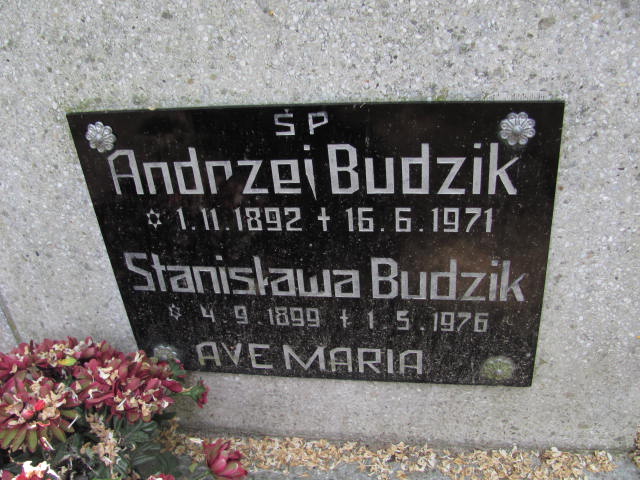 ŚP
Andrzej Budzik
✡ 1.11.1892 ✝ 16.6.1971
Stanisława Budzik
✡ 4.9.1899 ✝ 1.5.1976
AVE MARIA